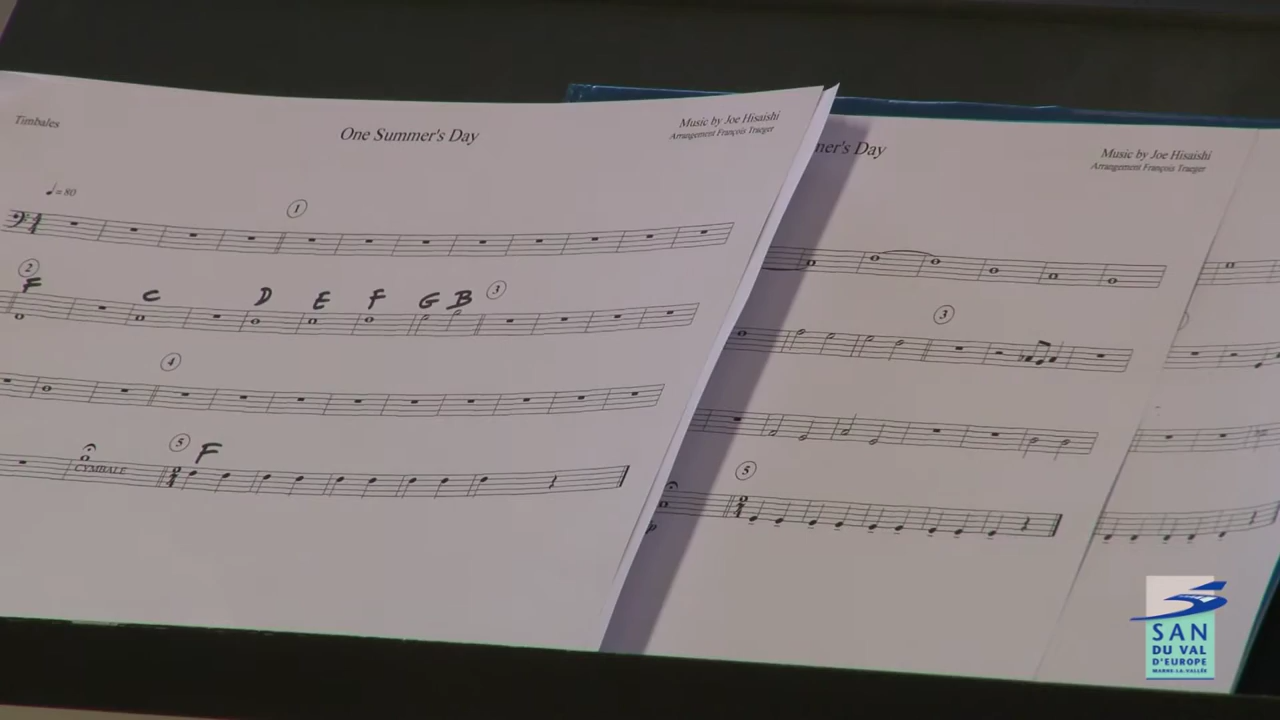 Timbales
One Summer's Day
Music by Joe Hisaishi
Arrangement François Traeger
= 80
1
2
F C D E F G B
3
4
CYMBALE
5
F
ner's Day
Music by Joe Hisaishi
Arrangement François Traeger
3
5
SAN
DU VAL
D'EUROPE
MARNE-LA-VALLÉE